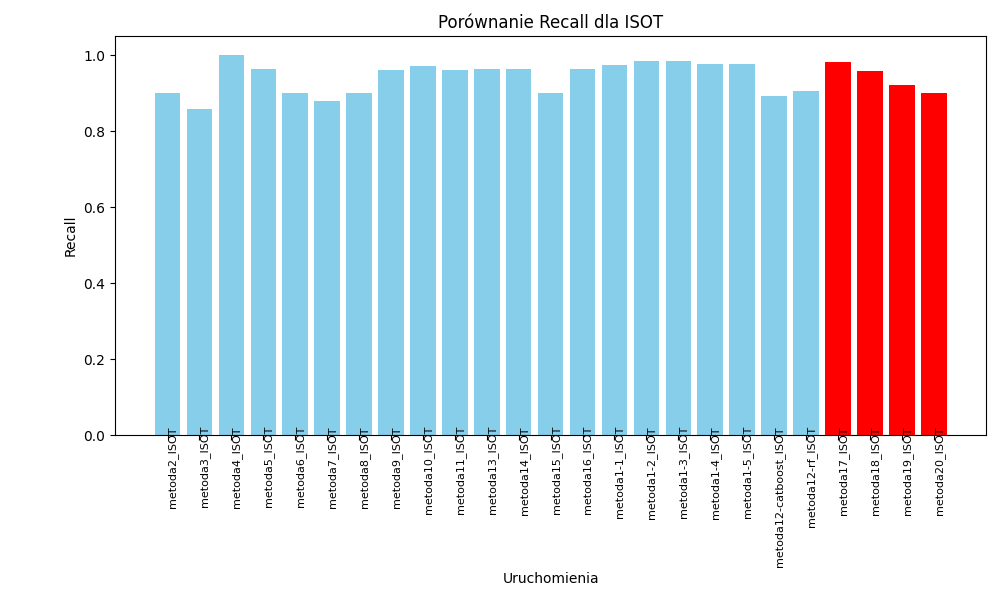 Porównanie Recall dla ISOT
Recall
1.0
0.8
0.6
0.4
0.2
0.0
metoda2_ISOT
metoda3_ISOT
metoda4_ISOT
metoda5_ISOT
metoda6_ISOT
metoda7_ISOT
metoda8_ISOT
metoda9_ISOT
metoda10_ISOT
metoda11_ISOT
metoda13_ISOT
metoda14_ISOT
metoda15_ISOT
metoda16_ISOT
metoda1-1_ISOT
metoda1-2_ISOT
metoda1-3_ISOT
metoda1-4_ISOT
metoda1-5_ISOT
metoda12-catboost_ISOT
metoda12-rf_ISOT
metoda17_ISOT
metoda18_ISOT
metoda19_ISOT
metoda20_ISOT
Uruchomienia